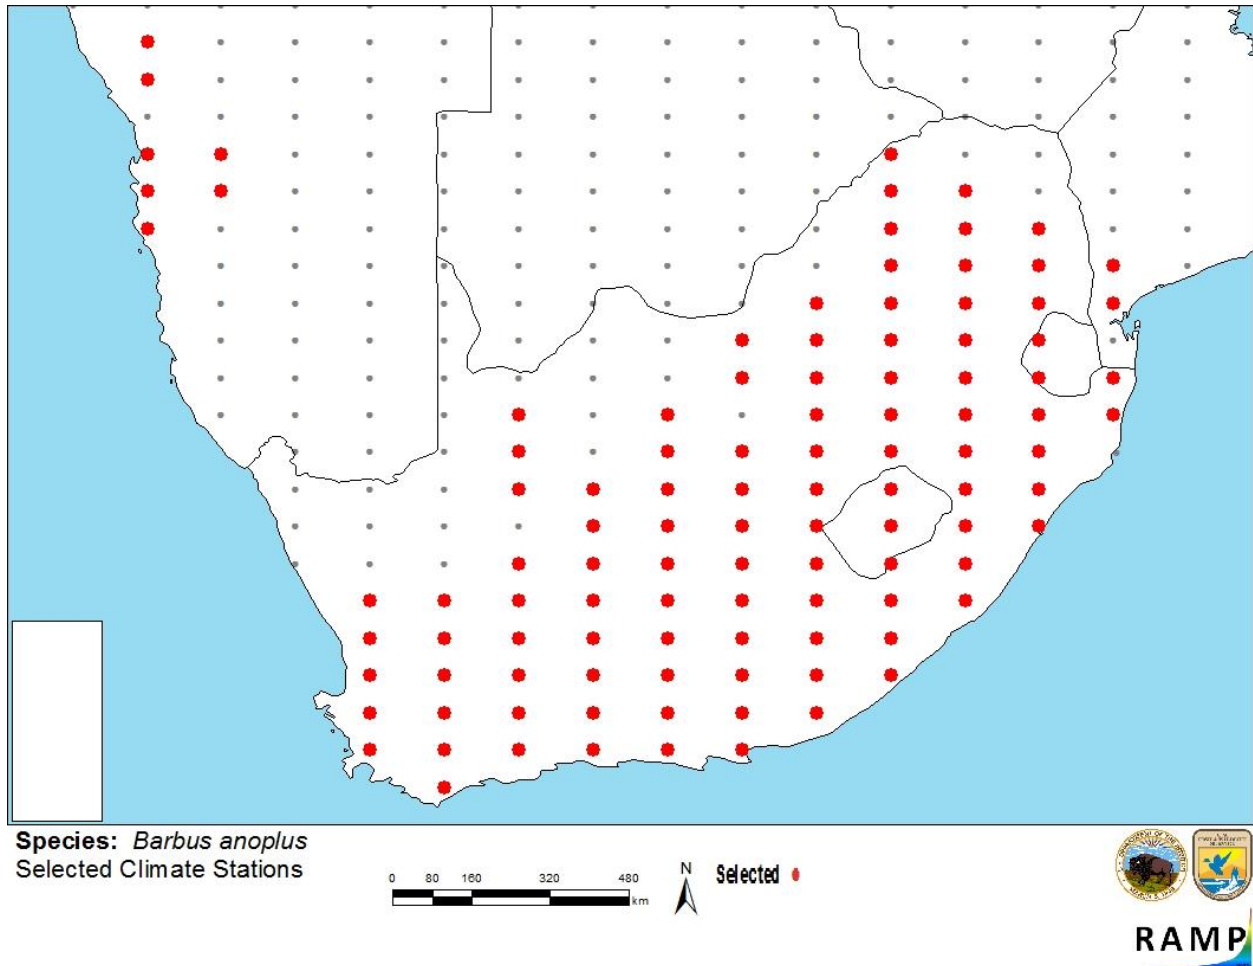 Species: Barbus anoplus
Selected Climate Stations
0 80 160 320 480
km
N
Selected
RAMP